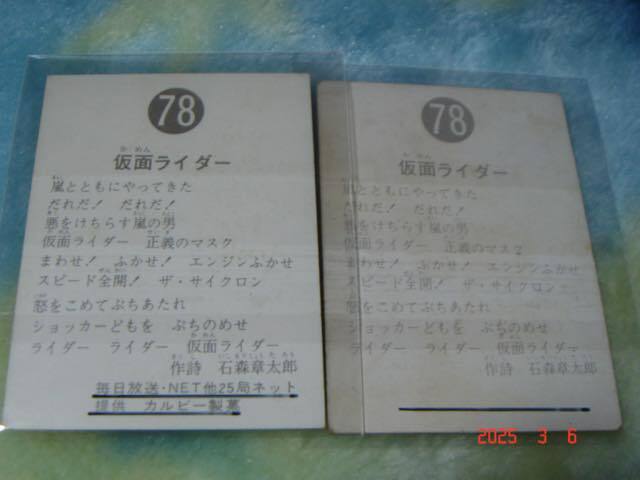 78
仮面ライダー
嵐とともにやってきた
だれだ! だれだ!
悪をけちらす嵐の男
仮面ライダー 正義のマスク
まわせ! ふかせ! エンジンふかせ
スピード全開! ザ・サイクロン
怒をこめてぶちあたれ
ショッカーどもを ぶちのめせ
ライダー ライダー 仮面ライダー
作詩 石森章太郎
毎日放送・NET他25局ネット
提供 カルビー製菓
78
仮面ライダー
嵐とともにやってきた
だれだ! だれだ!
悪をけちらす嵐の男
仮面ライダー 正義のマスク
まわせ! ふかせ! エンジンふかせ
スピード全開! ザ・サイクロン
怒をこめてぶちあたれ
ショッカーどもを ぶちのめせ
ライダー ライダー 仮面ライダー
作詩 石森章太郎
2025 3 6